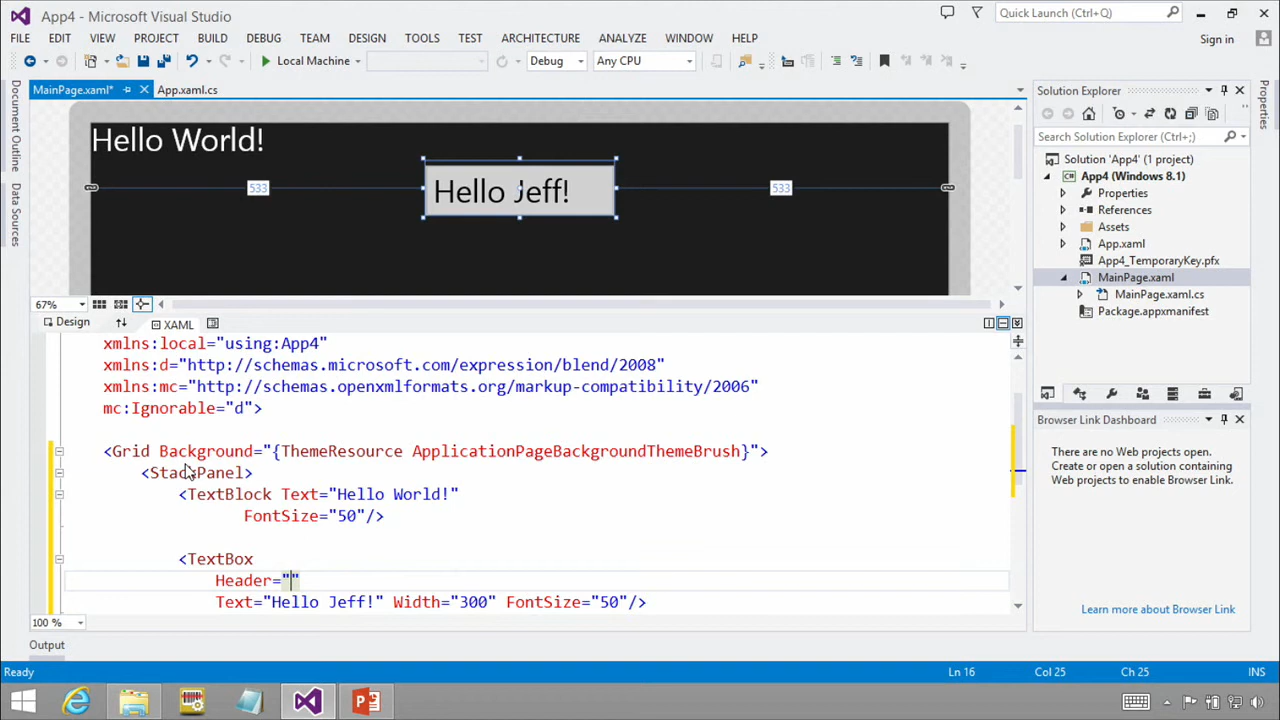 App4 - Microsoft Visual Studio
Quick Launch (Ctrl+Q)
FILE EDIT VIEW PROJECT BUILD DEBUG TEAM DESIGN TOOLS TEST ARCHITECTURE ANALYZE WINDOW HELP
Sign in
Local Machine Debug Any CPU
MainPage.xaml* App.xaml.cs
Document Outline
Data Sources
Hello World!
533
Hello Jeff!
533
67%
Design XAML
xmlns:local="using:App4"
xmlns:d="http://schemas.microsoft.com/expression/blend/2008"
xmlns:mc="http://schemas.openxmlformats.org/markup-compatibility/2006"
mc:Ignorable="d">
<Grid Background="{ThemeResource ApplicationPageBackgroundThemeBrush}">
<StackPanel>
<TextBlock Text="Hello World!"
FontSize="50"/>
<TextBox
Header=""
Text="Hello Jeff!" Width="300" FontSize="50"/>
100 %
Output
Solution Explorer
Search Solution Explorer (Ctrl+;)
Solution 'App4' (1 project)
App4 (Windows 8.1)
Properties
References
Assets
App.xaml
App4_TemporaryKey.pfx
MainPage.xaml
MainPage.xaml.cs
Package.appxmanifest
Properties
Browser Link Dashboard
There are no Web projects open.
Create or open a solution containing
Web projects to enable Browser Link.
Learn more about Browser Link
Ready Ln 16 Col 25 Ch 25 INS